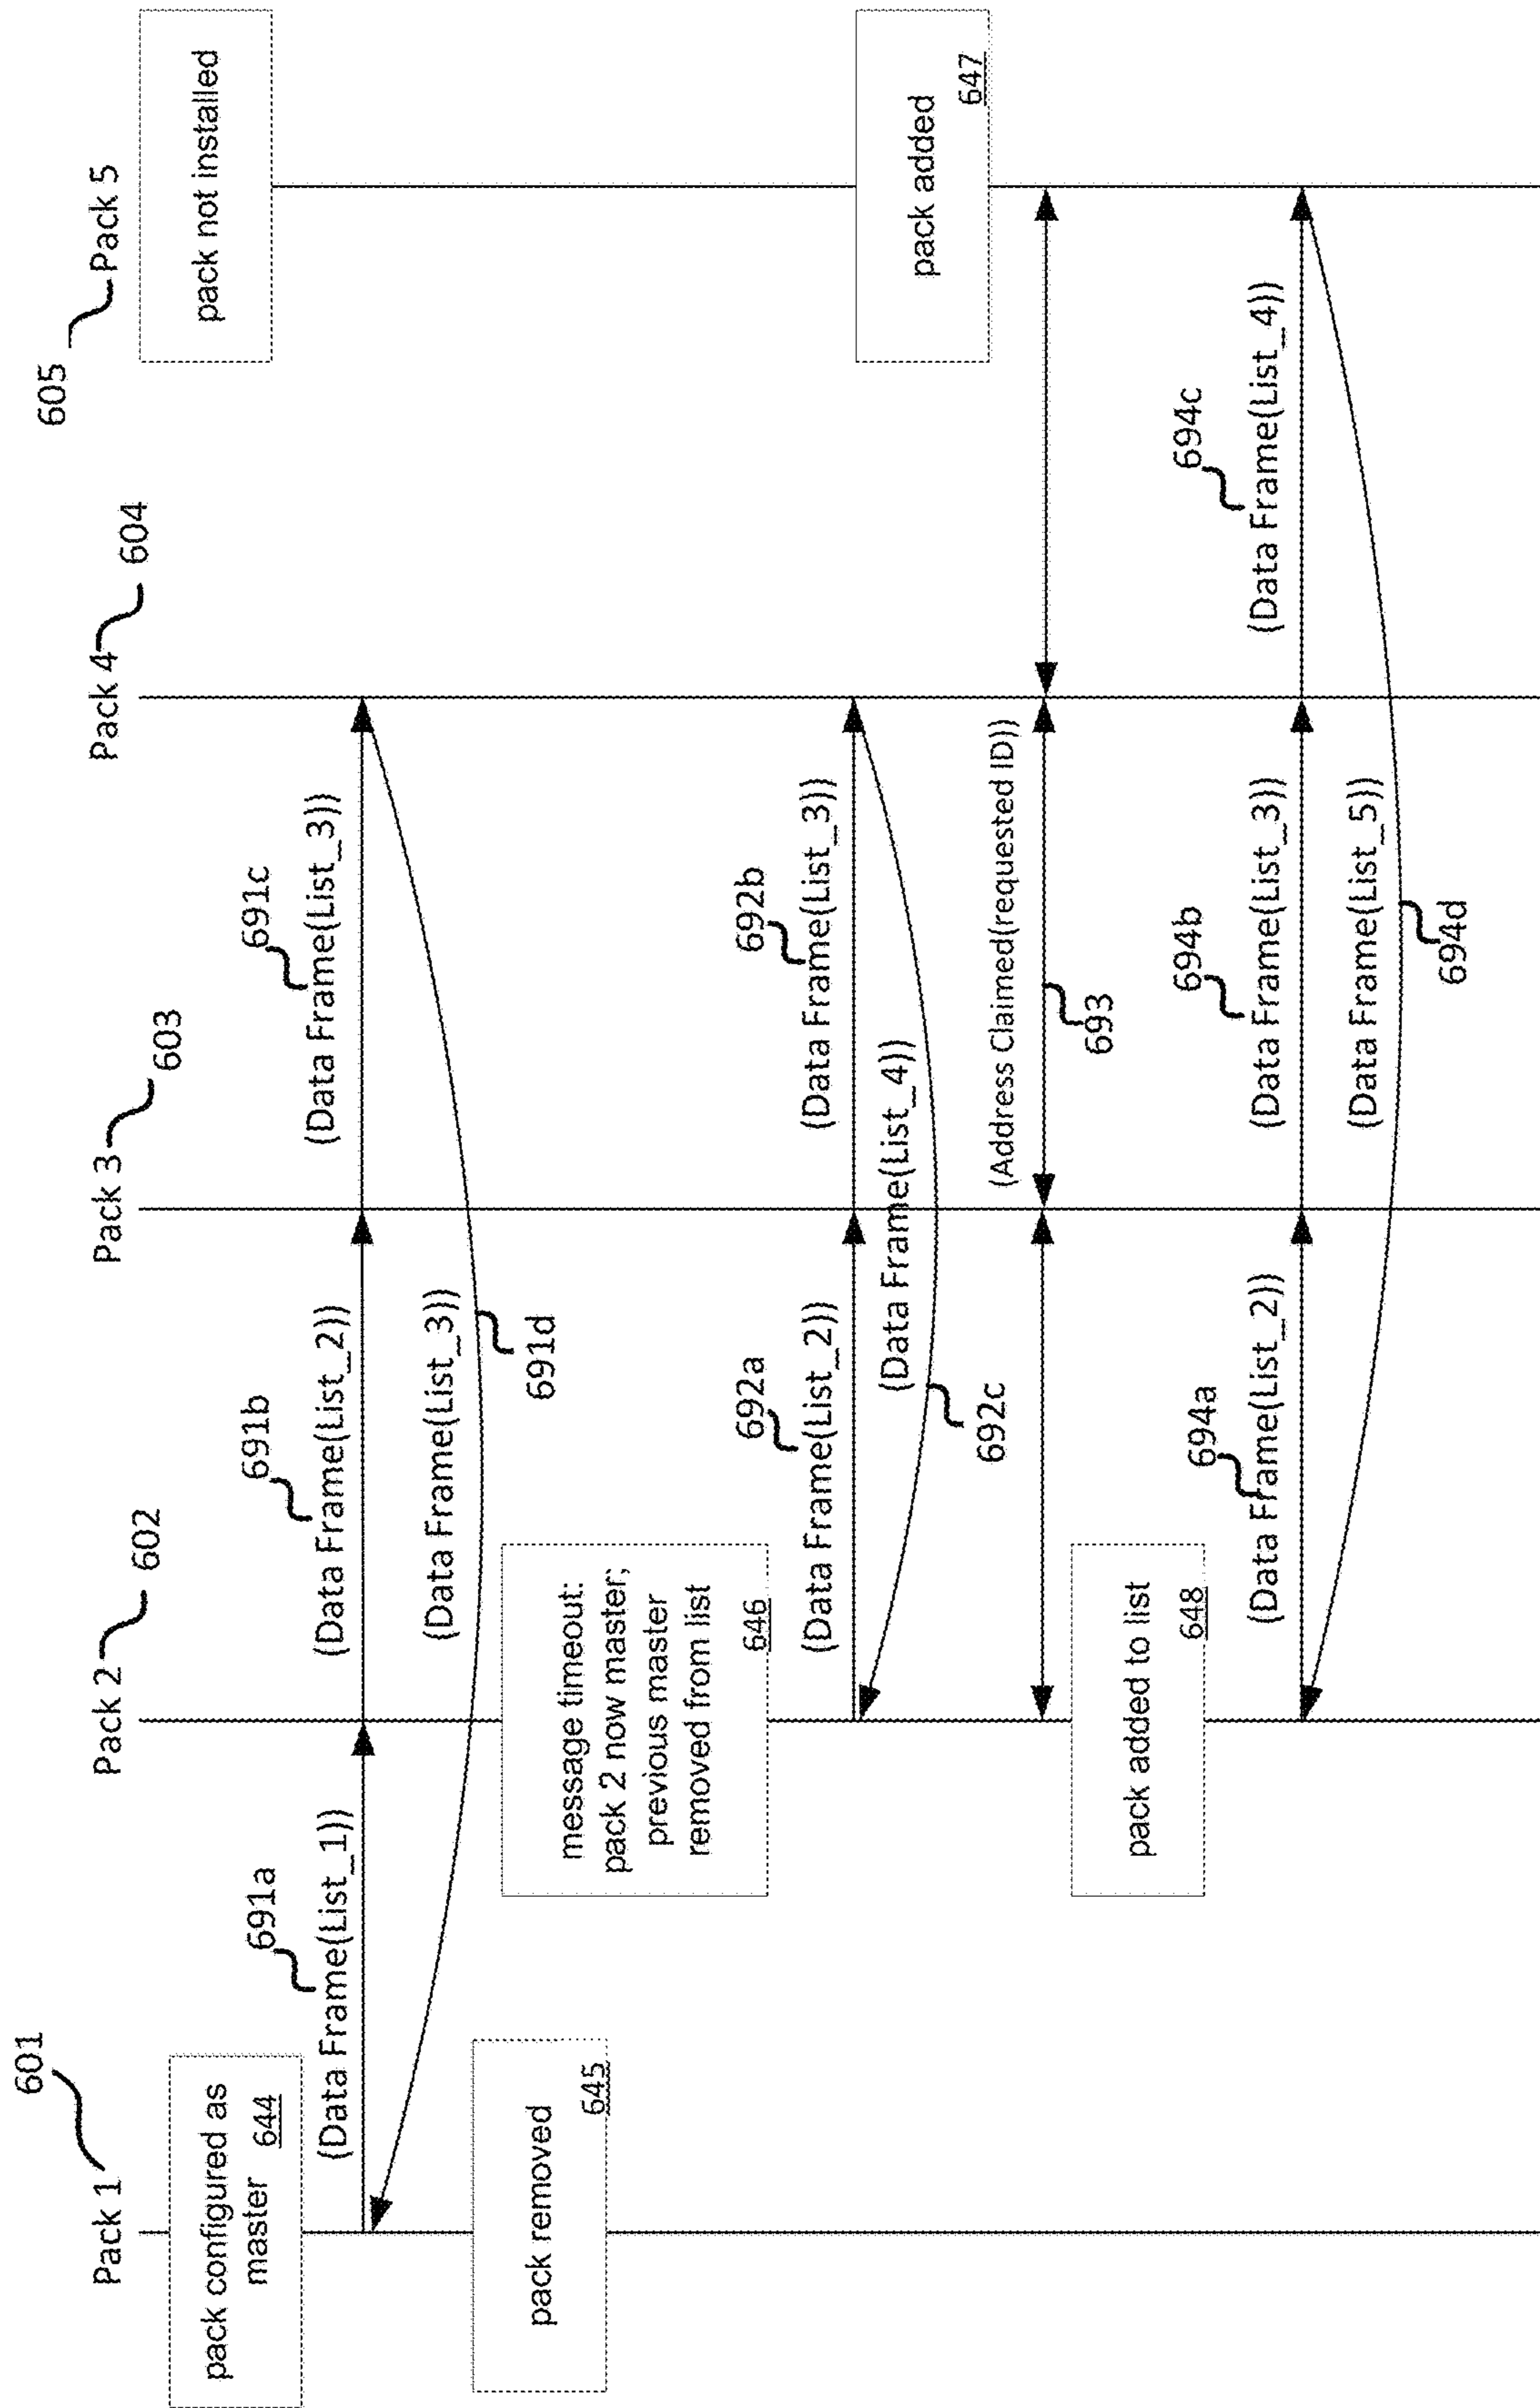 601
Pack 1
Pack 2 602
Pack 3 603
Pack 4 604
605
Pack 5
pack configured as
master 644
pack not installed
691a
(Data Frame(List_1))
691b
(Data Frame(List_2))
691c
(Data Frame(List_3))
(Data Frame(List_3))
691d
pack removed
645
message timeout:
pack 2 now master;
previous master
removed from list
646
692a
(Data Frame(List_2))
692b
(Data Frame(List_3))
(Data Frame(List_4))
692c
pack added
647
(Address Claimed(requested ID))
693
pack added to list
648
694a
(Data Frame(List_2))
694b
(Data Frame(List_3))
694c
(Data Frame(List_4))
(Data Frame(List_5))
694d